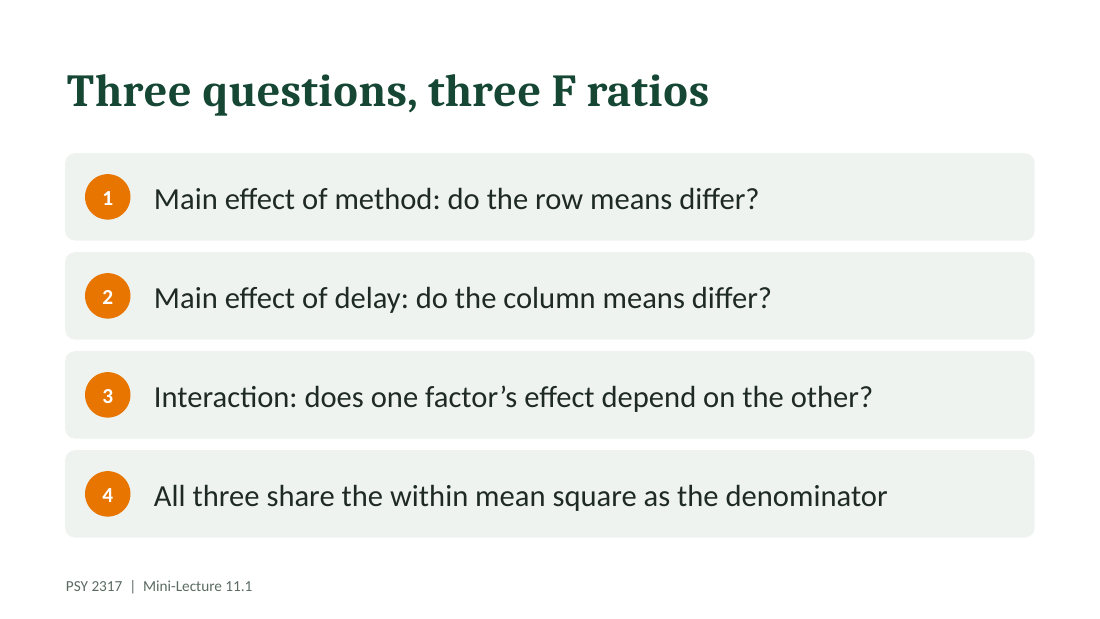 Three questions, three F ratios
1 Main effect of method: do the row means differ?
2 Main effect of delay: do the column means differ?
3 Interaction: does one factor’s effect depend on the other?
4 All three share the within mean square as the denominator
PSY 2317 | Mini-Lecture 11.1